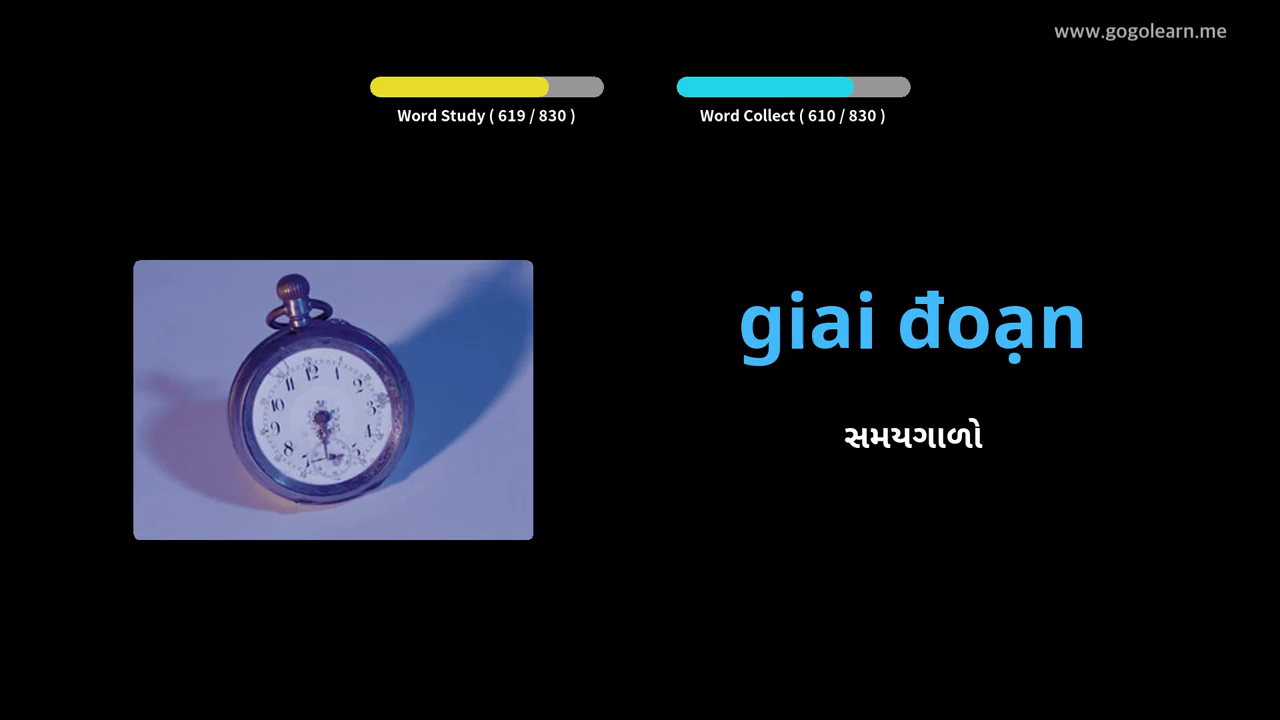 www.gogolearn.me
Word Study ( 619 / 830 )
Word Collect ( 610 / 830 )
giai đoạn
સમયગાળો